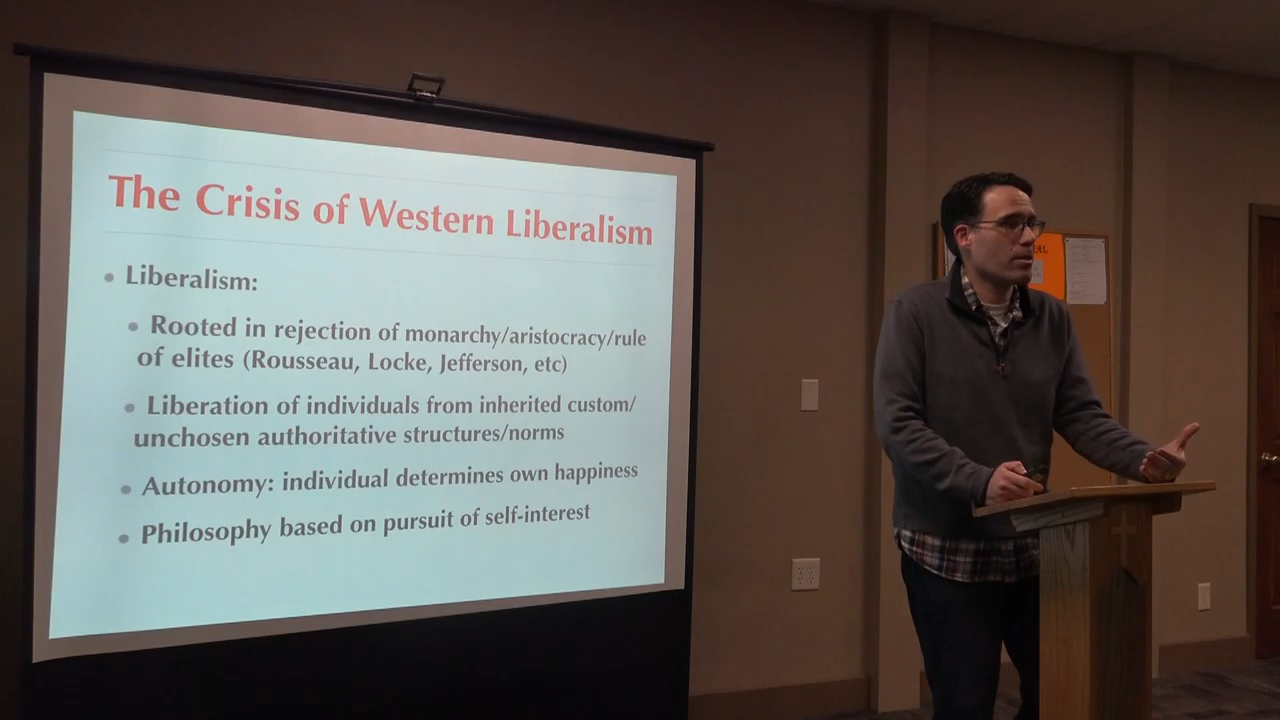 The Crisis of Western Liberalism
Liberalism:
Rooted in rejection of monarchy/aristocracy/rule
of elites (Rousseau, Locke, Jefferson, etc)
Liberation of individuals from inherited custom/
unchosen authoritative structures/norms
Autonomy: individual determines own happiness
Philosophy based on pursuit of self-interest